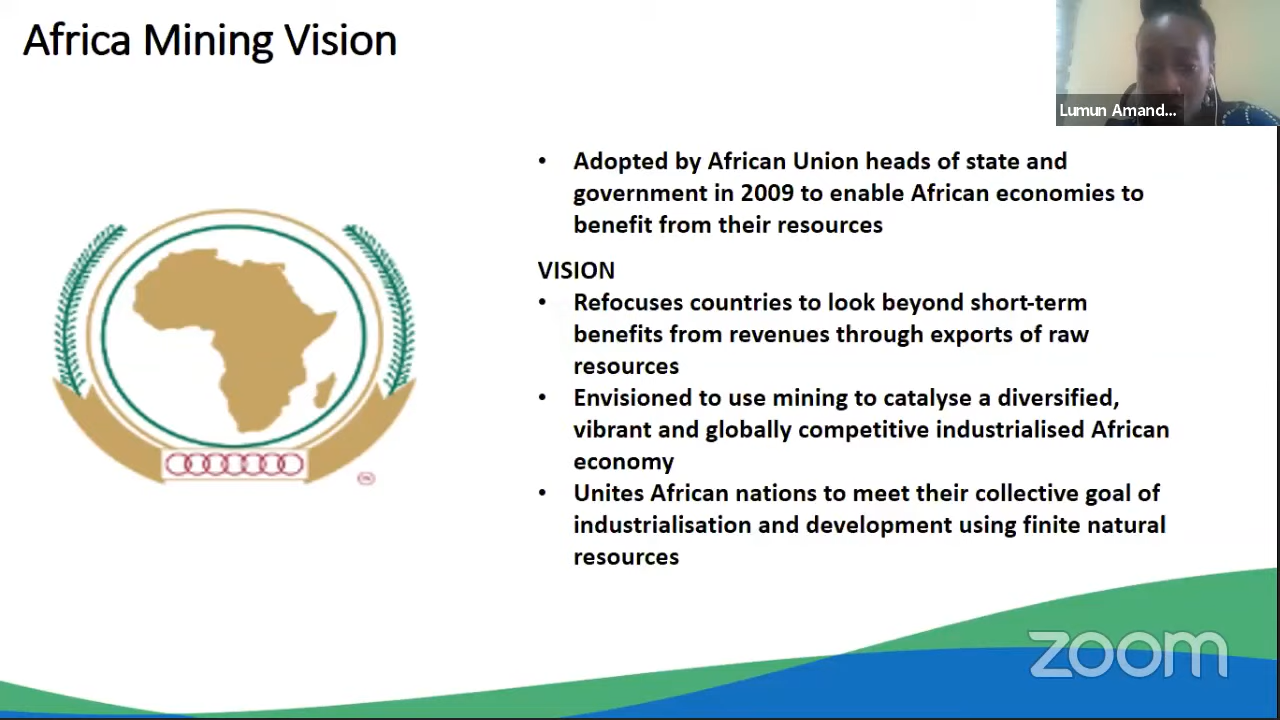 Africa Mining Vision
Lumun Amand...
• Adopted by African Union heads of state and
government in 2009 to enable African economies to
benefit from their resources
VISION
• Refocuses countries to look beyond short-term
benefits from revenues through exports of raw
resources
• Envisioned to use mining to catalyse a diversified,
vibrant and globally competitive industrialised African
economy
• Unites African nations to meet their collective goal of
industrialisation and development using finite natural
resources
zoom